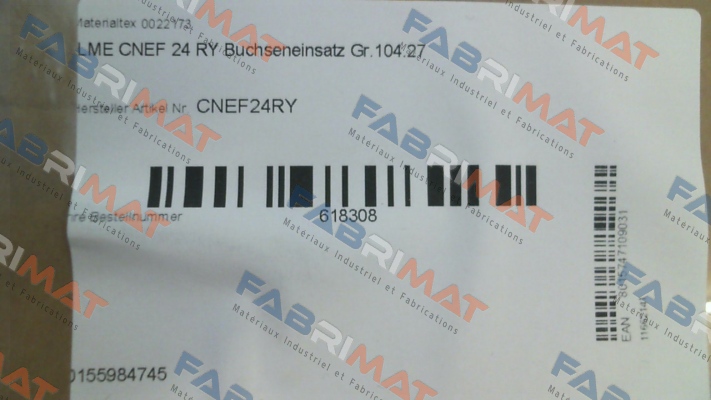 Materialtex 0022173
LME CNEF 24 RY Buchseneinsatz Gr.104.27
Hersteller Artikel Nr. CNEF24RY
618308
Bestellnummer
0155984745
EAN
FABRIMAT
Materiaux Industriel et Fabrications